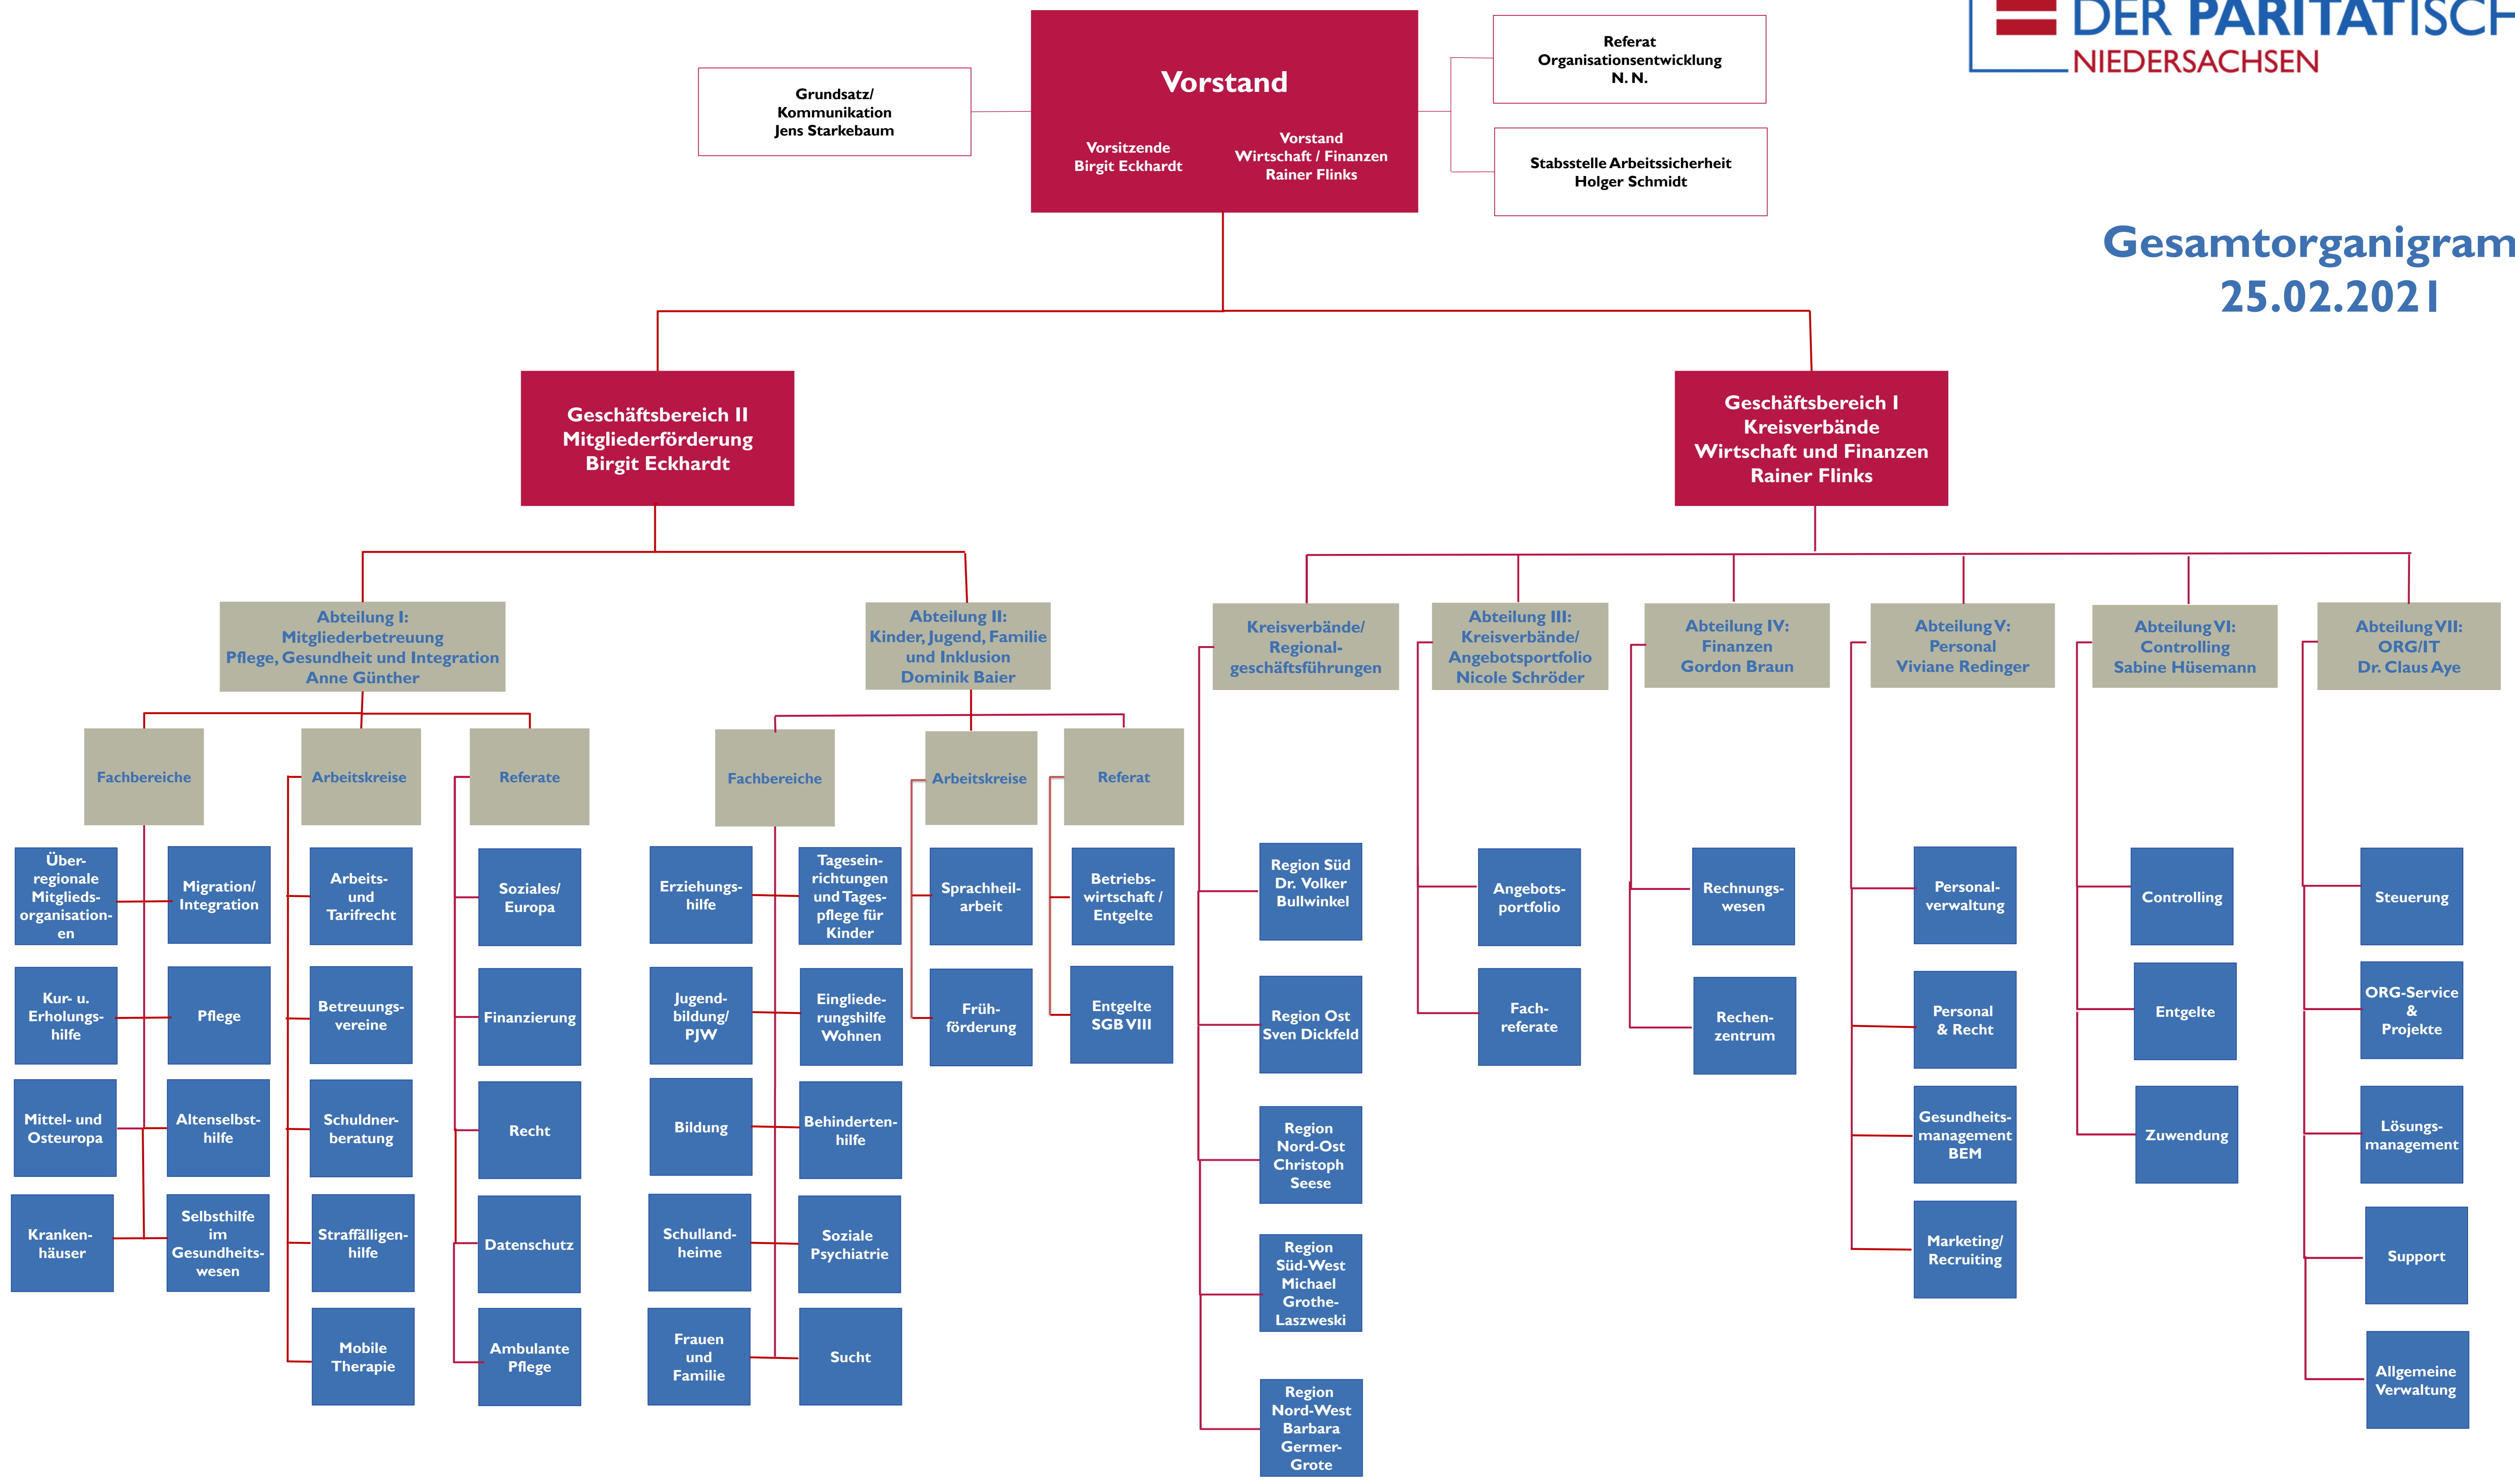 DER PARITÄTISCH
NIEDERSACHSEN
Gesamtorganigram
25.02.2021
Grundsatz/
Kommunikation
Jens Starkebaum
Vorstand
Vorsitzende
Birgit Eckhardt
Vorstand
Wirtschaft / Finanzen
Rainer Flinks
Referat
Organisationsentwicklung
N. N.
Stabsstelle Arbeitssicherheit
Holger Schmidt
Geschäftsbereich II
Mitgliederförderung
Birgit Eckhardt
Geschäftsbereich I
Kreisverbände
Wirtschaft und Finanzen
Rainer Flinks
Abteilung I:
Mitgliederbetreuung
Pflege, Gesundheit und Integration
Anne Günther
Abteilung II:
Kinder, Jugend, Familie
und Inklusion
Dominik Baier
Kreisverbände/
Regional-
geschäftsführungen
Abteilung III:
Kreisverbände/
Angebotsportfolio
Nicole Schröder
Abteilung IV:
Finanzen
Gordon Braun
Abteilung V:
Personal
Viviane Redinger
Abteilung VI:
Controlling
Sabine Hüsemann
Abteilung VII:
ORG/IT
Dr. Claus Aye
Fachbereiche
Arbeitskreise
Referate
Fachbereiche
Arbeitskreise
Referat
Über-
regionale
Mitglieds-
organisation-
en
Migration/
Integration
Kur- u.
Erholungs-
hilfe
Pflege
Mittel- und
Osteuropa
Altenselbst-
hilfe
Kranken-
häuser
Selbsthilfe
im
Gesundheits-
wesen
Arbeits-
und
Tarifrecht
Betreuungs-
vereine
Schuldner-
beratung
Straffälligen-
hilfe
Mobile
Therapie
Soziales/
Europa
Finanzierung
Recht
Datenschutz
Ambulante
Pflege
Erziehungs-
hilfe
Tagesein-
richtungen
und Tages-
pflege für
Kinder
Jugend-
bildung/
PJW
Eingliede-
rungshilfe
Wohnen
Bildung
Behinderten-
hilfe
Schulland-
heime
Soziale
Psychiatrie
Frauen
und
Familie
Sucht
Sprachheil-
arbeit
Früh-
förderung
Betriebs-
wirtschaft /
Entgelte
Entgelte
SGB VIII
Region Süd
Dr. Volker
Bullwinkel
Region Ost
Sven Dickfeld
Region
Nord-Ost
Christoph
Seese
Region
Süd-West
Michael
Grothe-
Laszweski
Region
Nord-West
Barbara
Germer-
Grote
Angebots-
portfolio
Fach-
referate
Rechnungs-
wesen
Rechen-
zentrum
Personal-
verwaltung
Personal
& Recht
Gesundheits-
management
BEM
Marketing/
Recruiting
Controlling
Entgelte
Zuwendung
Steuerung
ORG-Service
&
Projekte
Lösungs-
management
Support
Allgemeine
Verwaltung